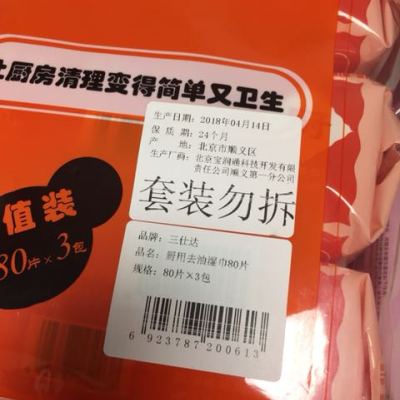 让厨房清理变得简单又卫生
生产日期: 2018年04月14日
保 质 期: 24个月
产 地: 北京市顺义区
生产厂商: 北京宝润通科技开发有限
责任公司顺义第一分公司
套装勿拆
值装
80片×3包
品牌: 三仕达
品名: 厨用去油湿巾80片
规格: 80片×3包
6 923787 200613